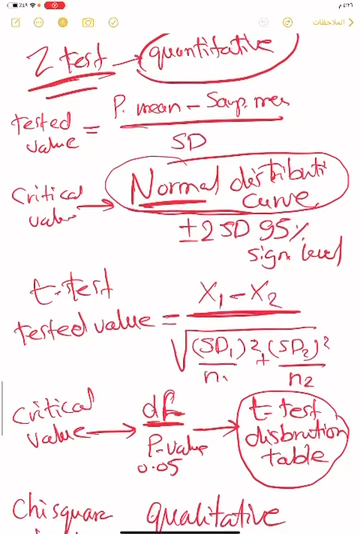 الملاحظات
Z test → quantitative
tested value = P. mean - Samp. mea
SD
Critical value → Normal distributi
Curve
± 2 SD 95%
sign level
t-test
tested value = X₁ - X₂
√ (SD₁)²/n₁ + (SD₂)²/n₂
Critical value → df → t-test
P-value disbrution
0.05 table
Chi square qualitative